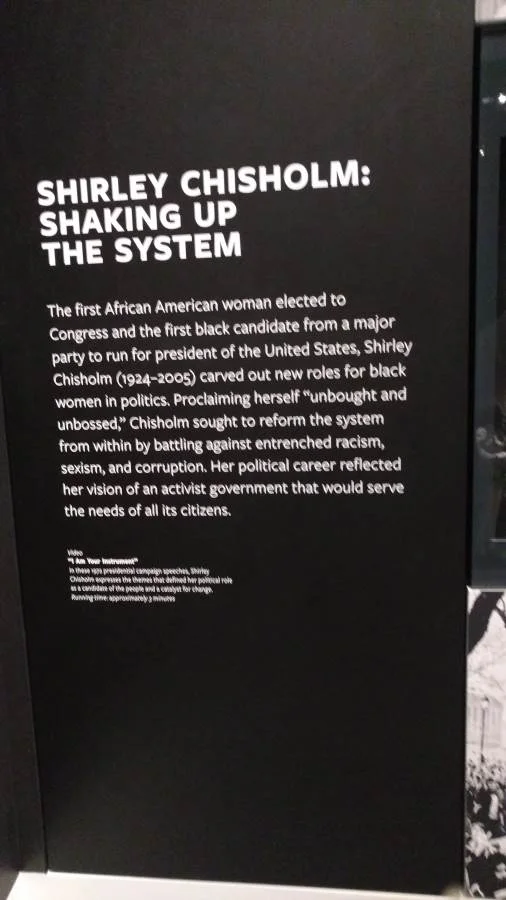 SHIRLEY CHISHOLM:
SHAKING UP
THE SYSTEM
The first African American woman elected to
Congress and the first black candidate from a major
party to run for president of the United States, Shirley
Chisholm (1924–2005) carved out new roles for black
women in politics. Proclaiming herself “unbought and
unbossed,” Chisholm sought to reform the system
from within by battling against entrenched racism,
sexism, and corruption. Her political career reflected
her vision of an activist government that would serve
the needs of all its citizens.
Video
"I Am Your Instrument"
In these 1972 presidential campaign speeches, Shirley
Chisholm expresses the themes that defined her political role
as a candidate of the people and a catalyst for change.
Running time: approximately 3 minutes